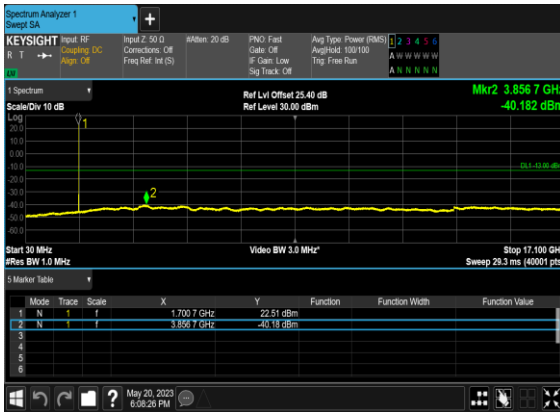 Spectrum Analyzer 1
Swept SA
+
KEYSIGHT Input: RF Input Z: 50 Ω #Atten: 20 dB PNO: Fast Avg Type: Power (RMS) 1 2 3 4 5 6
R T Coupling: DC Corrections: Off Gate: Off Avg|Hold: 100/100 A W W W W W
Align: Off Freq Ref: Int (S) IF Gain: Low Trig: Free Run
LXI Sig Track: Off A N N N N N
1 Spectrum Ref Lvl Offset 25.40 dB Mkr2 3.856 7 GHz
Scale/Div 10 dB Ref Level 30.00 dBm -40.182 dBm
Log
20.0
10.0
0.00
-10.0
DL1 -13.00 dBm
-20.0
-30.0
-40.0
-50.0
-60.0
1
2
Start 30 MHz Video BW 3.0 MHz* Stop 17.100 GHz
#Res BW 1.0 MHz Sweep 29.3 ms (40001 pts)
5 Marker Table
Mode Trace Scale X Y Function Function Width Function Value
1 N 1 f 1.700 7 GHz 22.51 dBm
2 N 1 f 3.856 7 GHz -40.18 dBm
3
4
5
6
? May 20, 2023
6:08:26 PM